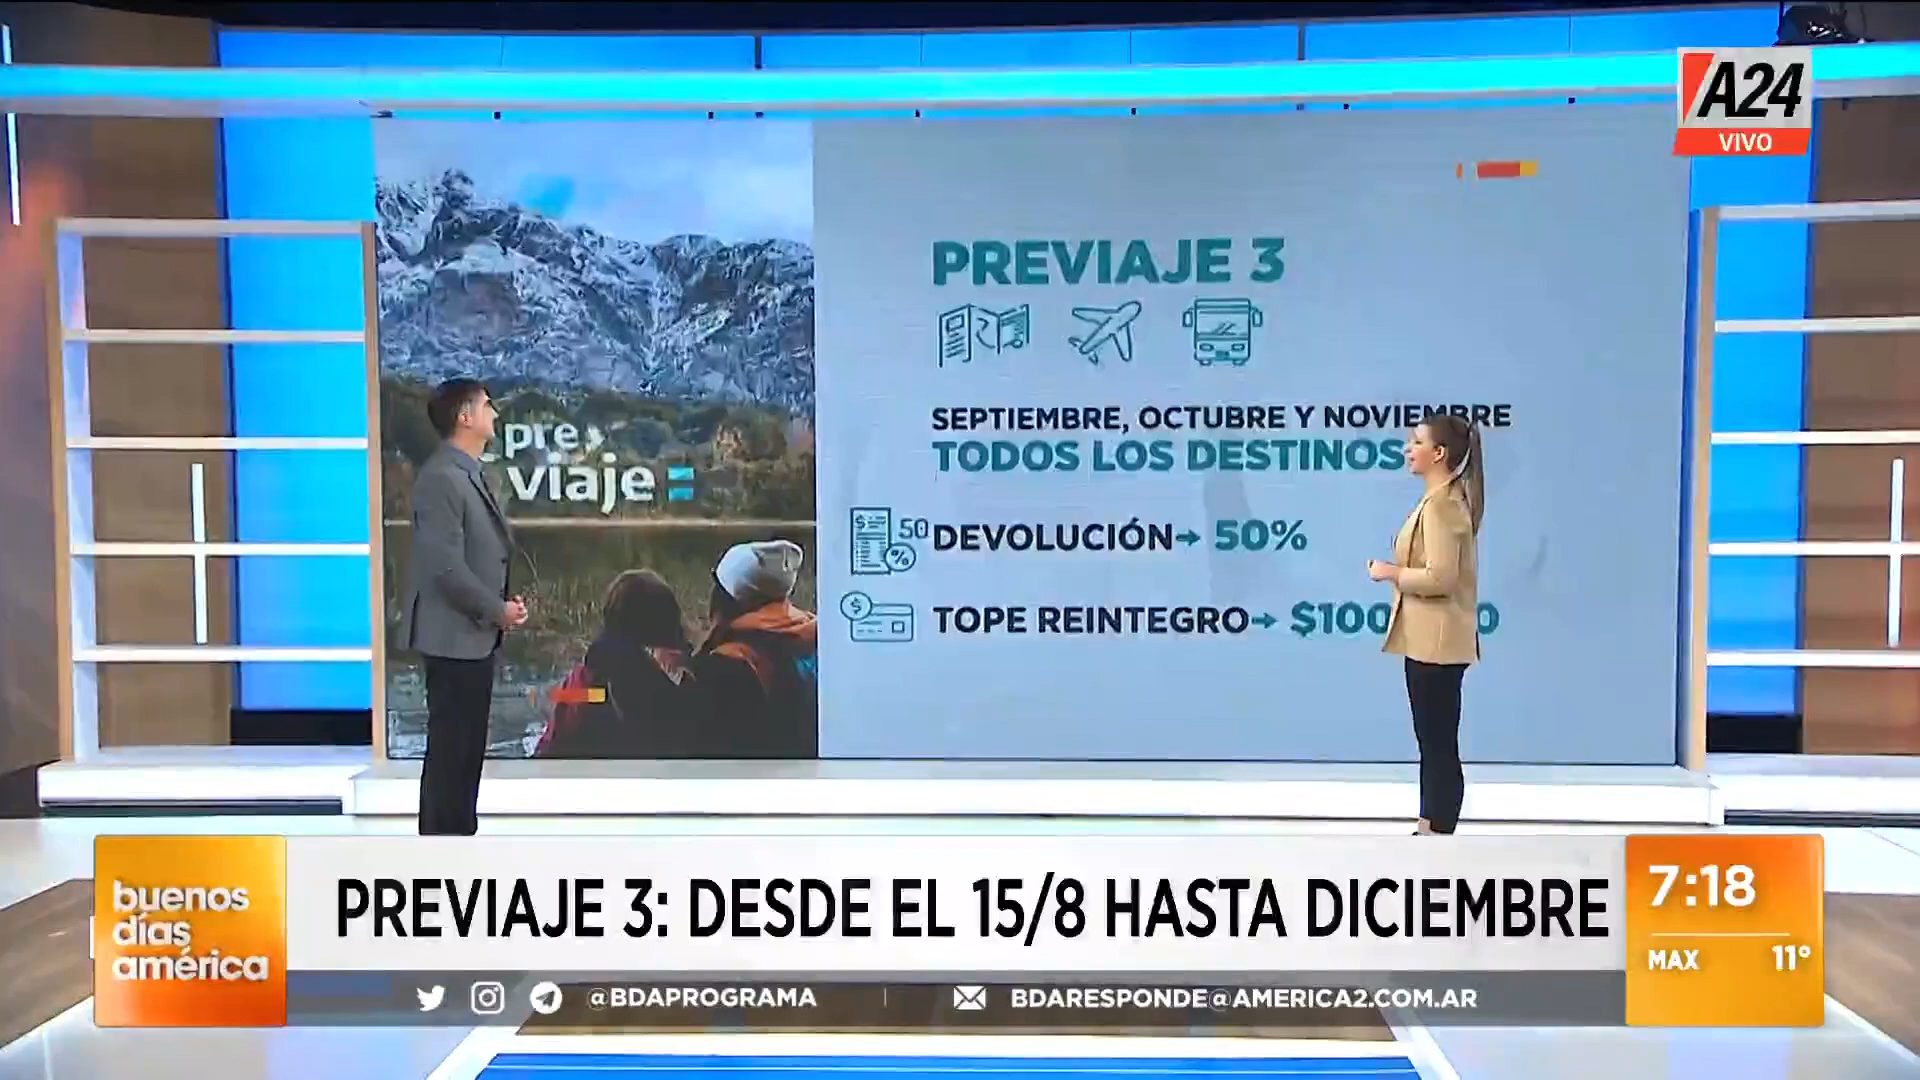 A24
VIVO
PREVIAJE 3
SEPTIEMBRE, OCTUBRE Y NOVIEMBRE
TODOS LOS DESTINOS
50 DEVOLUCIÓN→ 50%
%
$
$
TOPE REINTEGRO→
pre
viaje
buenos
días
américa
PREVIAJE 3: DESDE EL 15/8 HASTA DICIEMBRE
7:18
MAX 11°
@BDAPROGRAMA | BDARESPONDE@AMERICA2.COM.AR